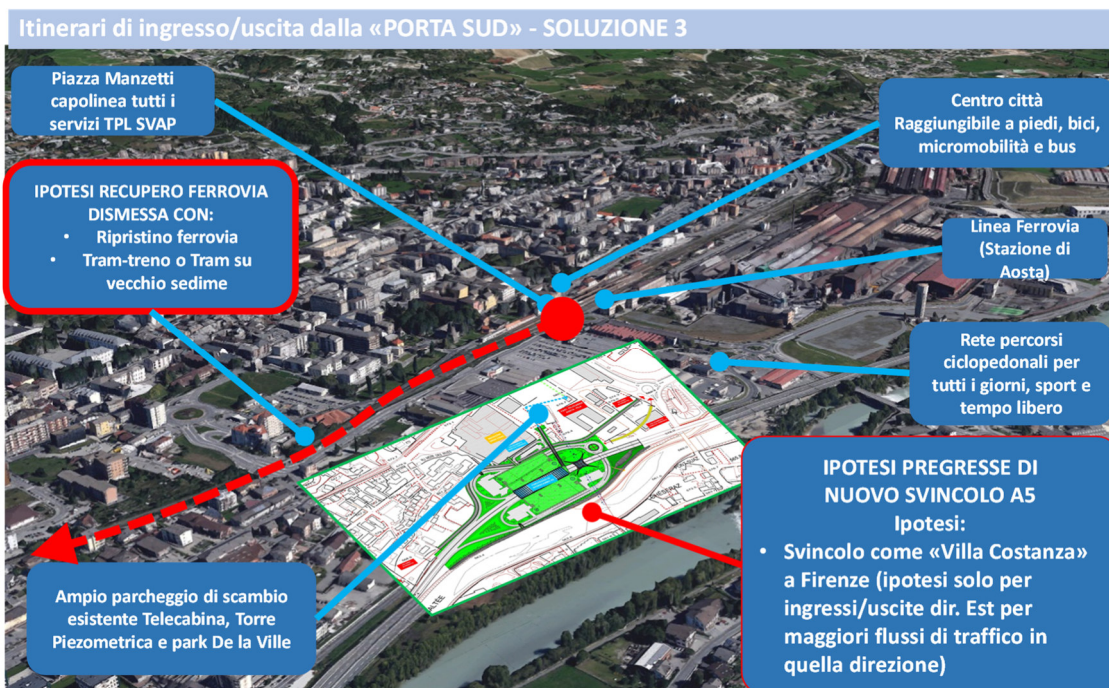 Itinerari di ingresso/uscita dalla «PORTA SUD» - SOLUZIONE 3
Piazza Manzetti
capolinea tutti i
servizi TPL SVAP
Centro città
Raggiungibile a piedi, bici,
micromobilità e bus
IPOTESI RECUPERO FERROVIA
DISMESSA CON:
• Ripristino ferrovia
• Tram-treno o Tram su
vecchio sedime
Linea Ferrovia
(Stazione di
Aosta)
Rete percorsi
ciclopedonali per
tutti i giorni, sport e
tempo libero
IPOTESI PREGRESSE DI
NUOVO SVINCOLO A5
Ipotesi:
• Svincolo come «Villa Costanza»
a Firenze (ipotesi solo per
ingressi/uscite dir. Est per
maggiori flussi di traffico in
quella direzione)
Ampio parcheggio di scambio
esistente Telecabina, Torre
Piezometrica e park De la Ville